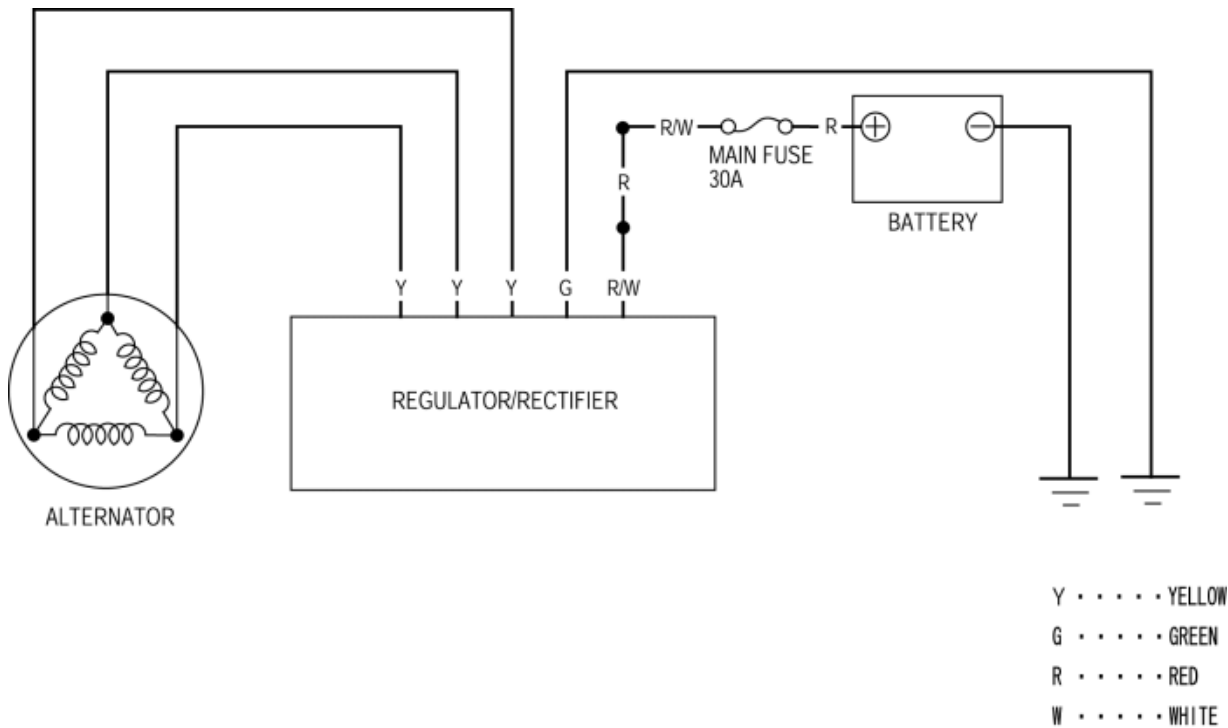 R/W
R
MAIN FUSE
30A
R
BATTERY
Y Y Y G R/W
REGULATOR/RECTIFIER
ALTERNATOR
Y · · · · · YELLOW
G · · · · · GREEN
R · · · · · RED
W · · · · · WHITE